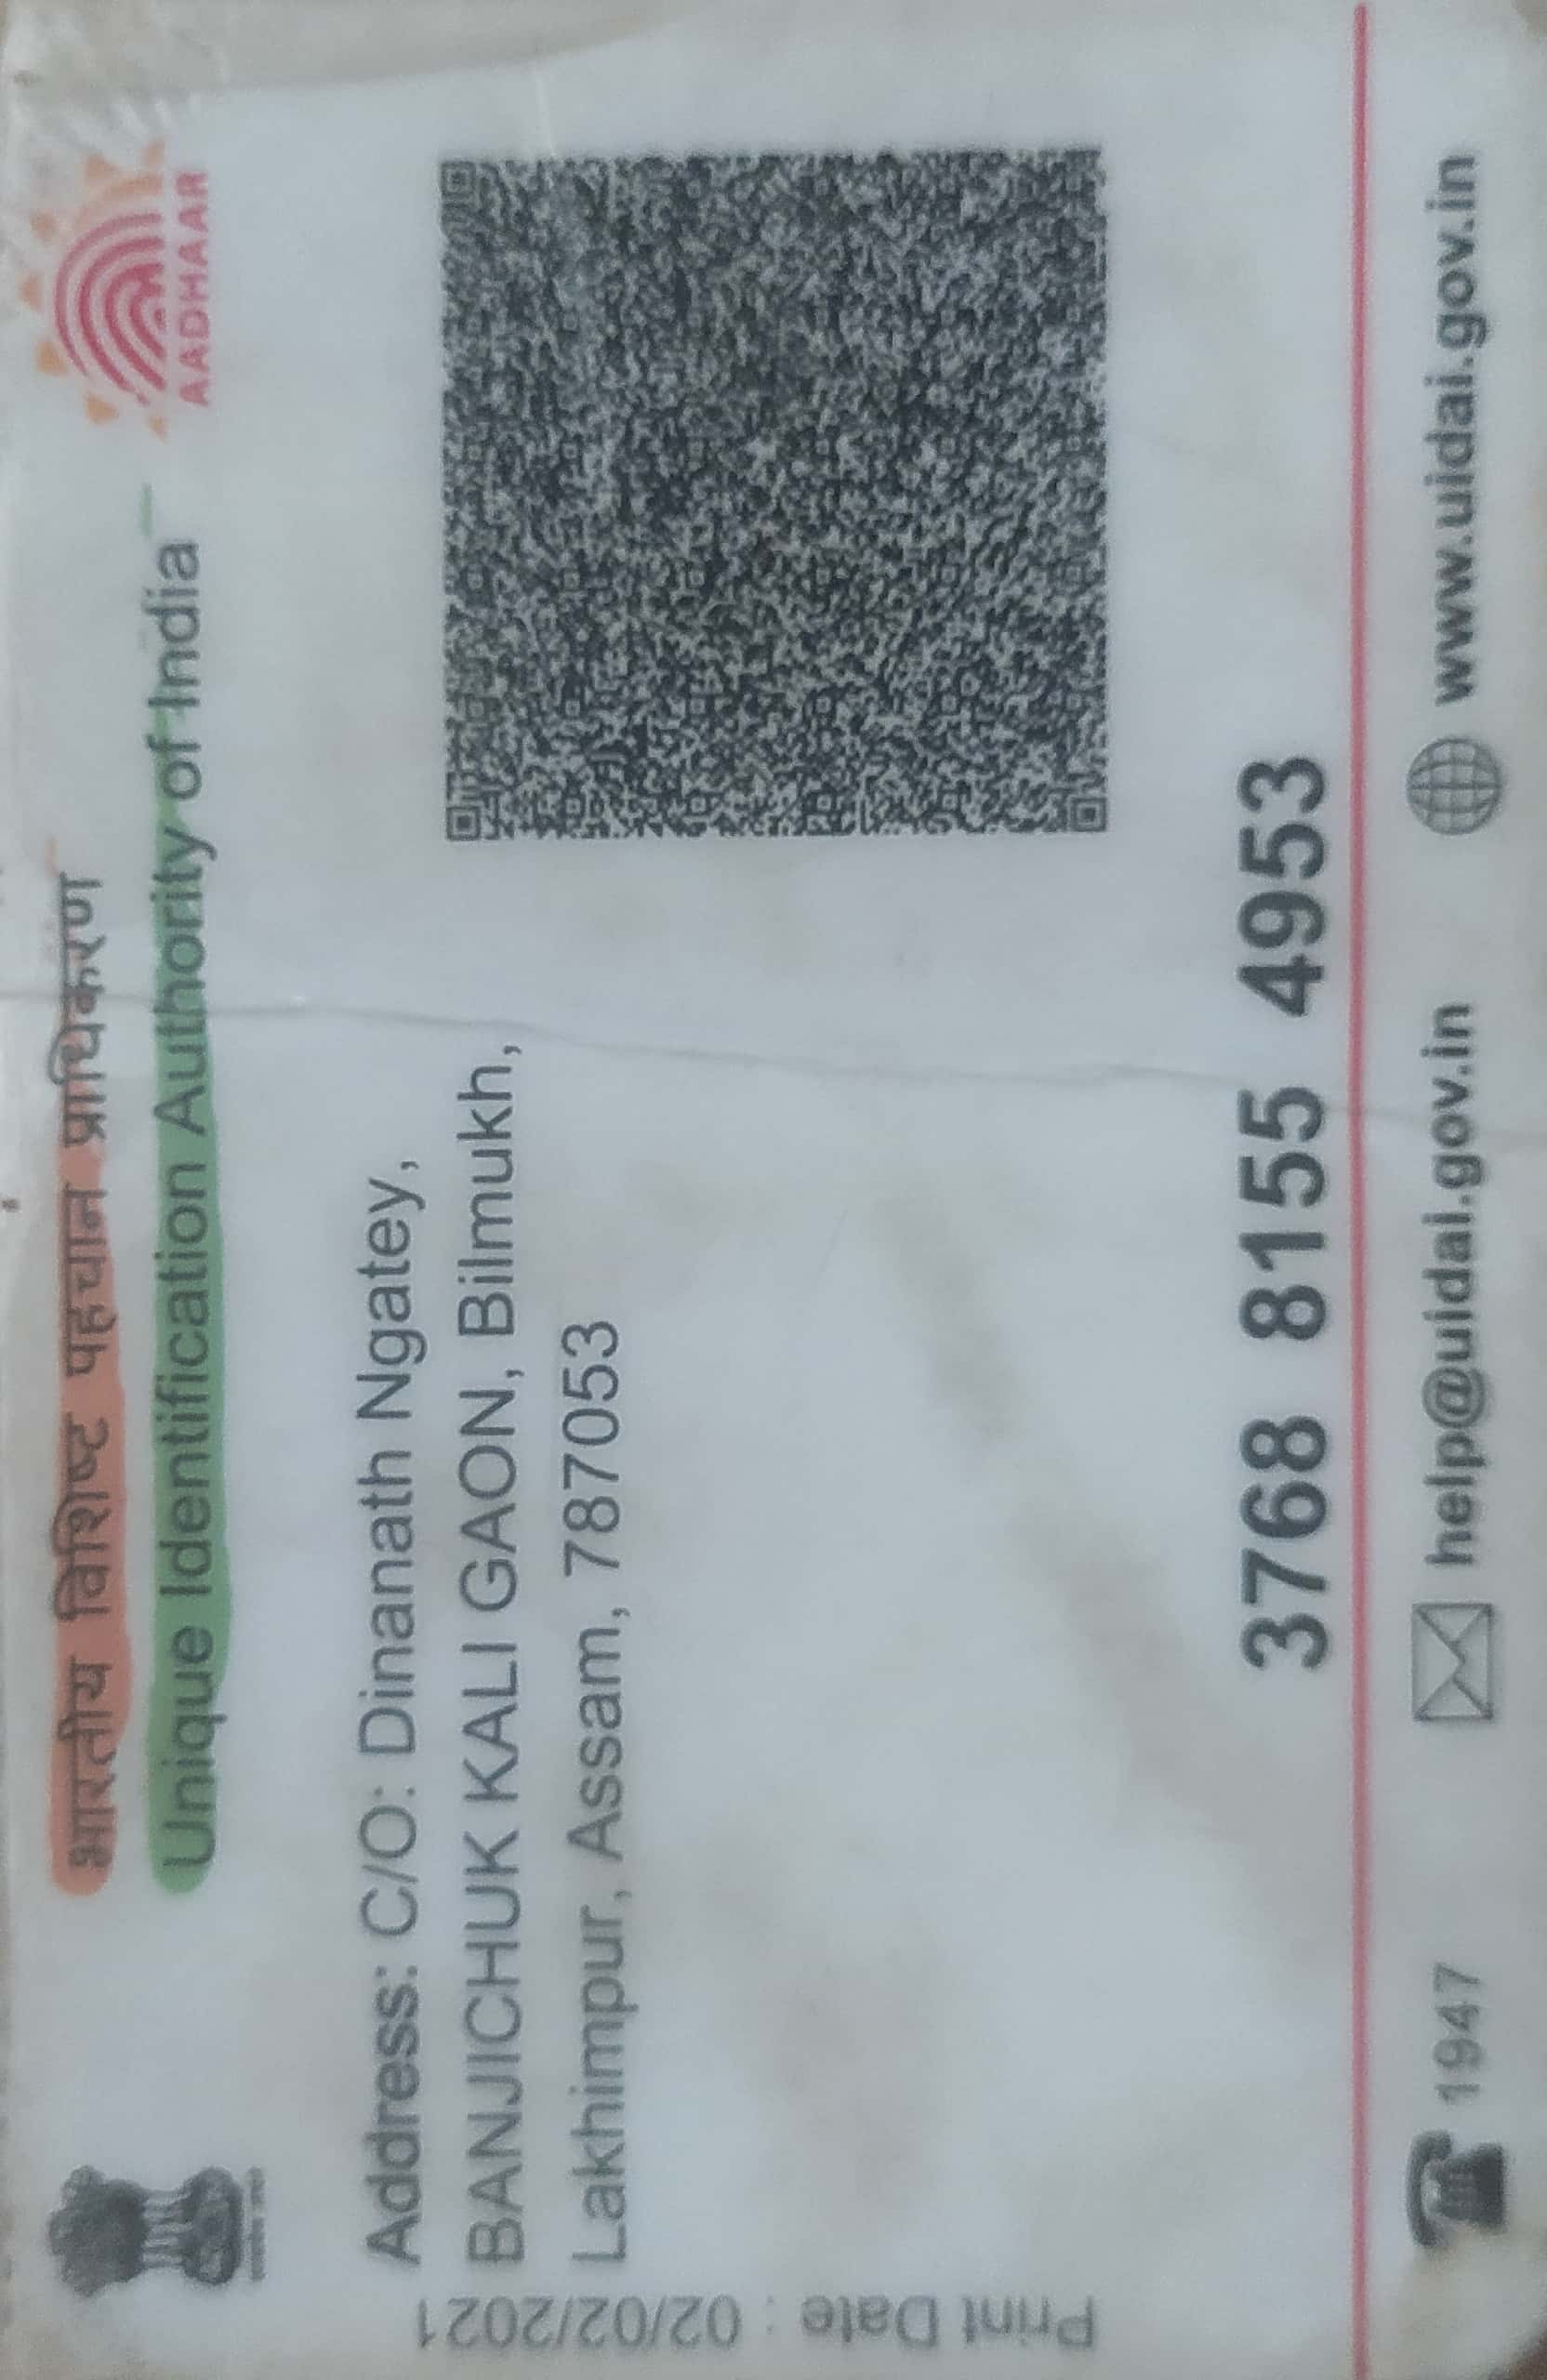 भारतीय विशिष्ट पहचान प्राधिकरण
Unique Identification Authority of India
AADHAAR
Address: C/O: Dinanath Ngatey,
BANJICHUK KALI GAON, Bilmukh,
Lakhimpur, Assam, 787053
Print Date : 02/02/2021
3768 8155 4953
1947
help@uidai.gov.in
www.uidai.gov.in